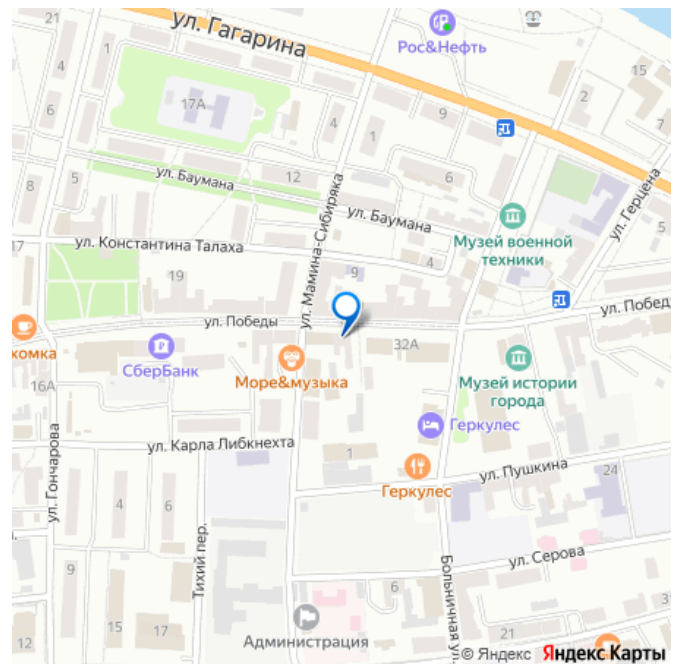 21
4
1
ул. Гагарина
Рос&Нефть
4
17А
6
4
1
9
2
15
7
8
5
ул. Баумана
12
6
ул. Мамина-Сибиряка
ул. Баумана
ул. Герцена
5
Музей военной
техники
17
ул. Константина Талаха
9
4
19
ул. Победы
ул. Побед
комка
СберБанк
32А
16А
Море&музыка
Музей истории
города
Геркулес
ул. Гончарова
ул. Карла Либкнехта
1
Геркулес
ул. Пушкина
24
4
6
Тихий пер.
ул. Серова
9
6
Больничная ул.
3
12
15
17
Администрация
21
© Яндекс Яндекс Карты